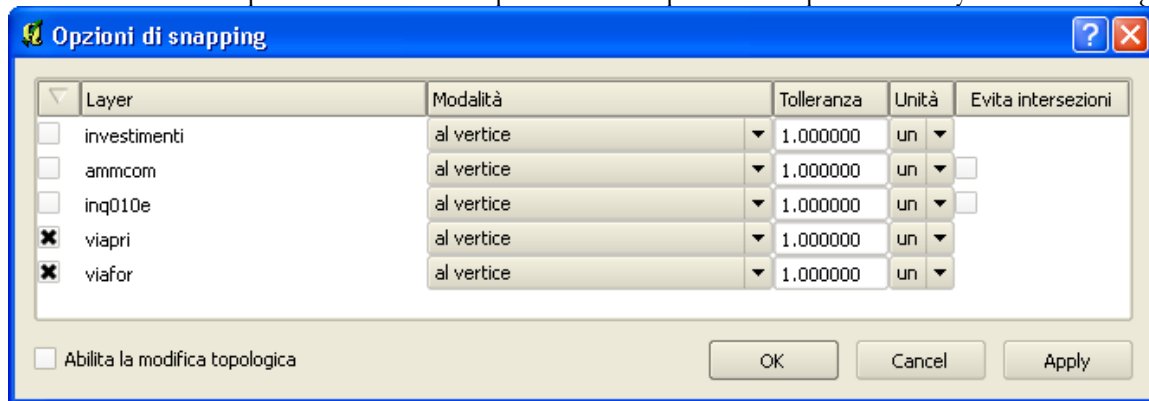 Opzioni di snapping
Layer Modalità Tolleranza Unità Evita intersezioni
investimenti al vertice 1.000000 un
ammcom al vertice 1.000000 un
inq010e al vertice 1.000000 un
viapri al vertice 1.000000 un
viafor al vertice 1.000000 un
Abilita la modifica topologica OK Cancel Apply